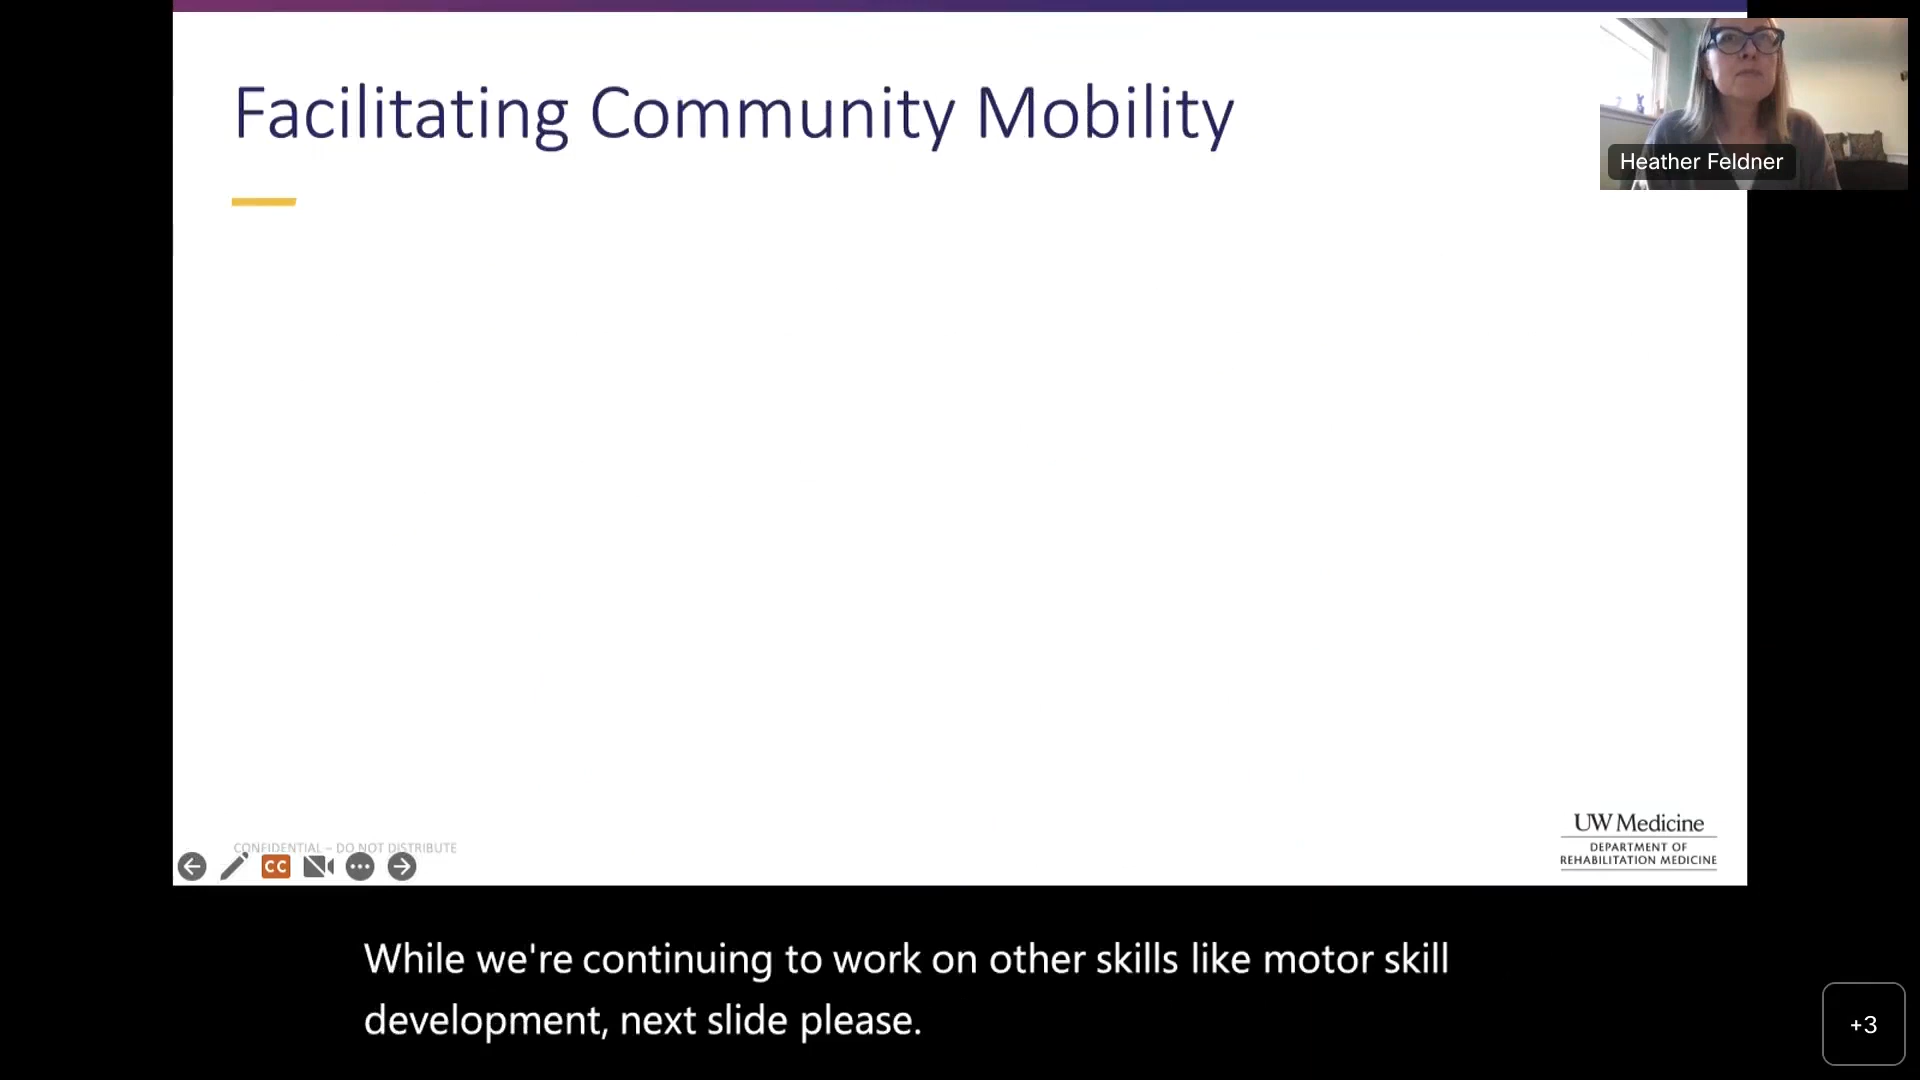 Facilitating Community Mobility
Heather Feldner
CONFIDENTIAL – DO NOT DISTRIBUTE
CC
UW Medicine
DEPARTMENT OF
REHABILITATION MEDICINE
While we're continuing to work on other skills like motor skill
development, next slide please.
+3